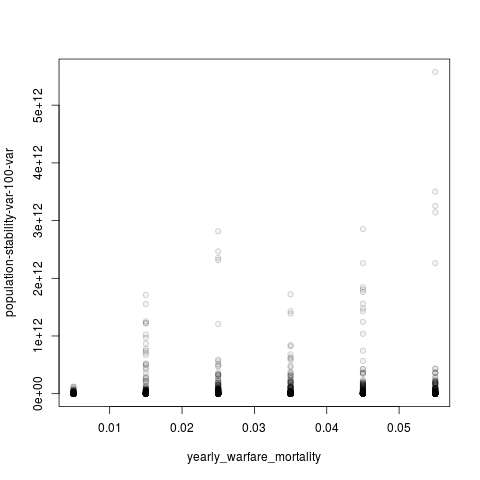 5e+12
4e+12
3e+12
2e+12
1e+12
0e+00
population-stability-var-100-var
0.01 0.02 0.03 0.04 0.05
yearly_warfare_mortality